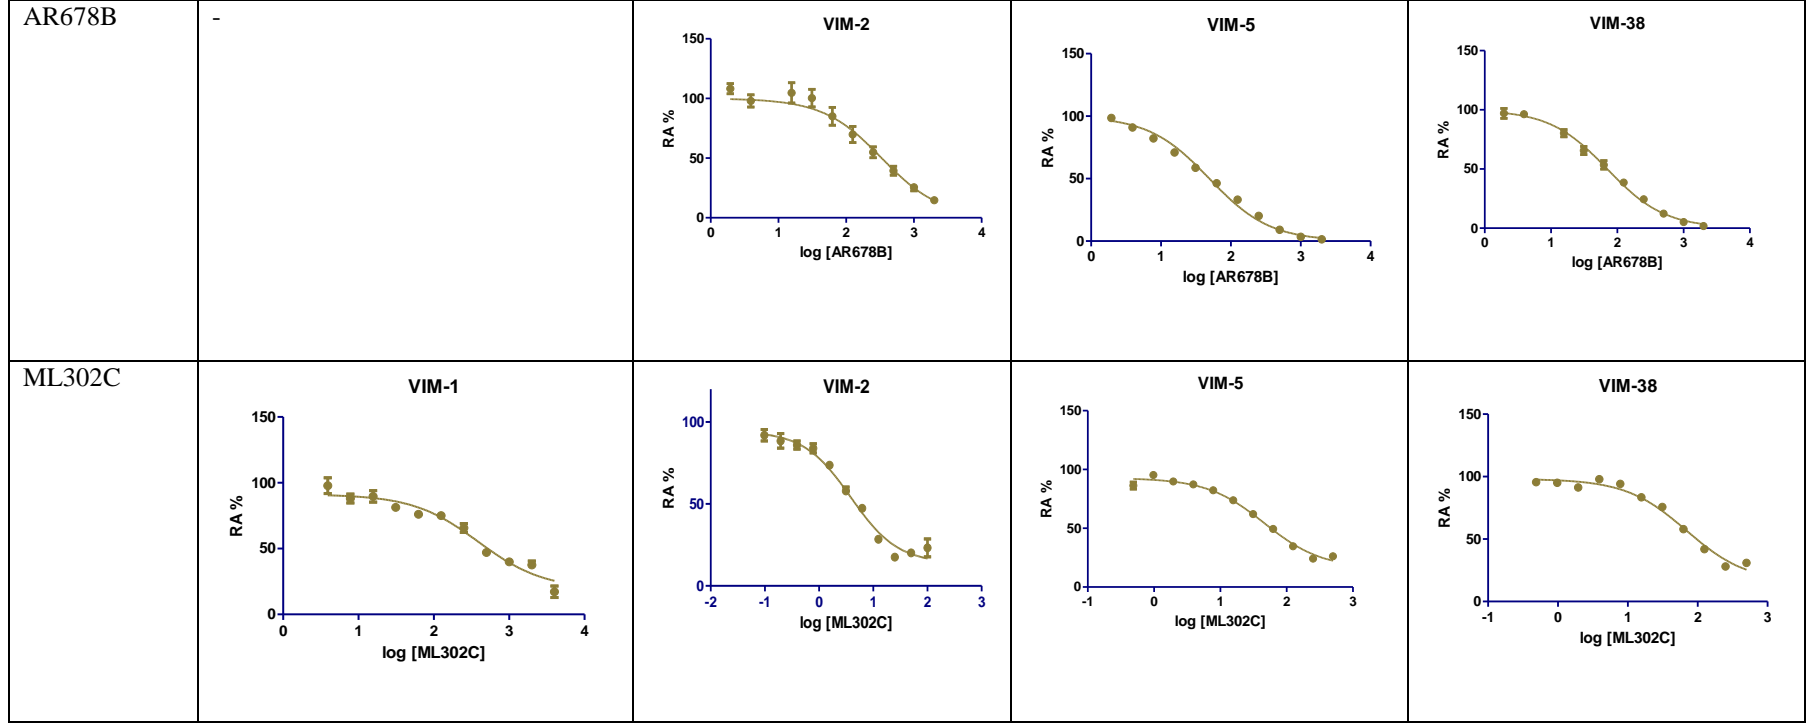 AR678B
-
VIM-2
150
100
50
0
RA %
0 1 2 3 4
log [AR678B]
VIM-5
150
100
50
0
RA %
0 1 2 3 4
log [AR678B]
VIM-38
150
100
50
0
RA %
0 1 2 3 4
log [AR678B]
ML302C
VIM-1
150
100
50
0
RA %
0 1 2 3 4
log [ML302C]
VIM-2
100
50
0
RA %
-2 -1 0 1 2 3
log [ML302C]
VIM-5
150
100
50
0
RA %
-1 0 1 2 3
log [ML302C]
VIM-38
150
100
50
0
RA %
-1 0 1 2 3
log [ML302C]